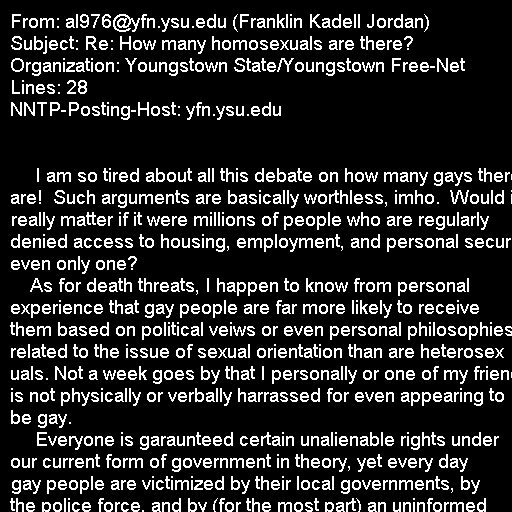 From: al976@yfn.ysu.edu (Franklin Kadell Jordan)
Subject: Re: How many homosexuals are there?
Organization: Youngstown State/Youngstown Free-Net
Lines: 28
NNTP-Posting-Host: yfn.ysu.edu
I am so tired about all this debate on how many gays ther
are! Such arguments are basically worthless, imho. Would i
really matter if it were millions of people who are regularly
denied access to housing, employment, and personal secur
even only one?
As for death threats, I happen to know from personal
experience that gay people are far more likely to receive
them based on political veiws or even personal philosophies
related to the issue of sexual orientation than are heterosex
uals. Not a week goes by that I personally or one of my frien
is not physically or verbally harrassed for even appearing to
be gay.
Everyone is garaunteed certain unalienable rights under
our current form of government in theory, yet every day
gay people are victimized by their local governments, by
the police force, and by (for the most part) an uninformed